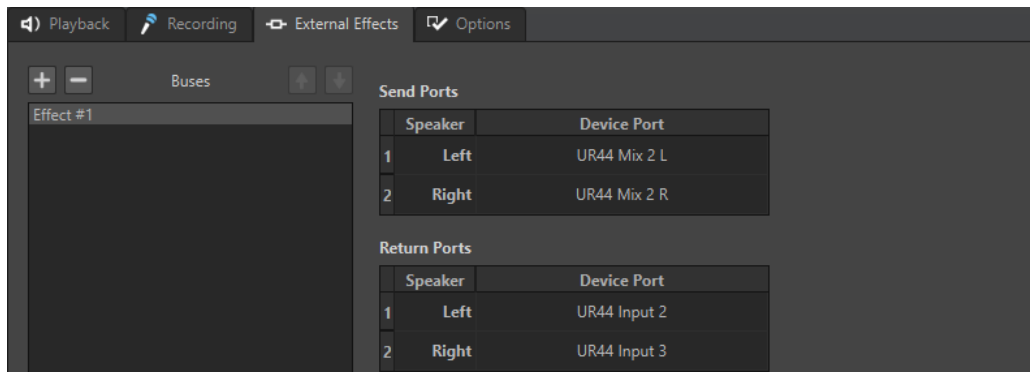 Playback Recording External Effects Options
Buses
Effect #1
Send Ports
Speaker Device Port
1 Left UR44 Mix 2 L
2 Right UR44 Mix 2 R
Return Ports
Speaker Device Port
1 Left UR44 Input 2
2 Right UR44 Input 3